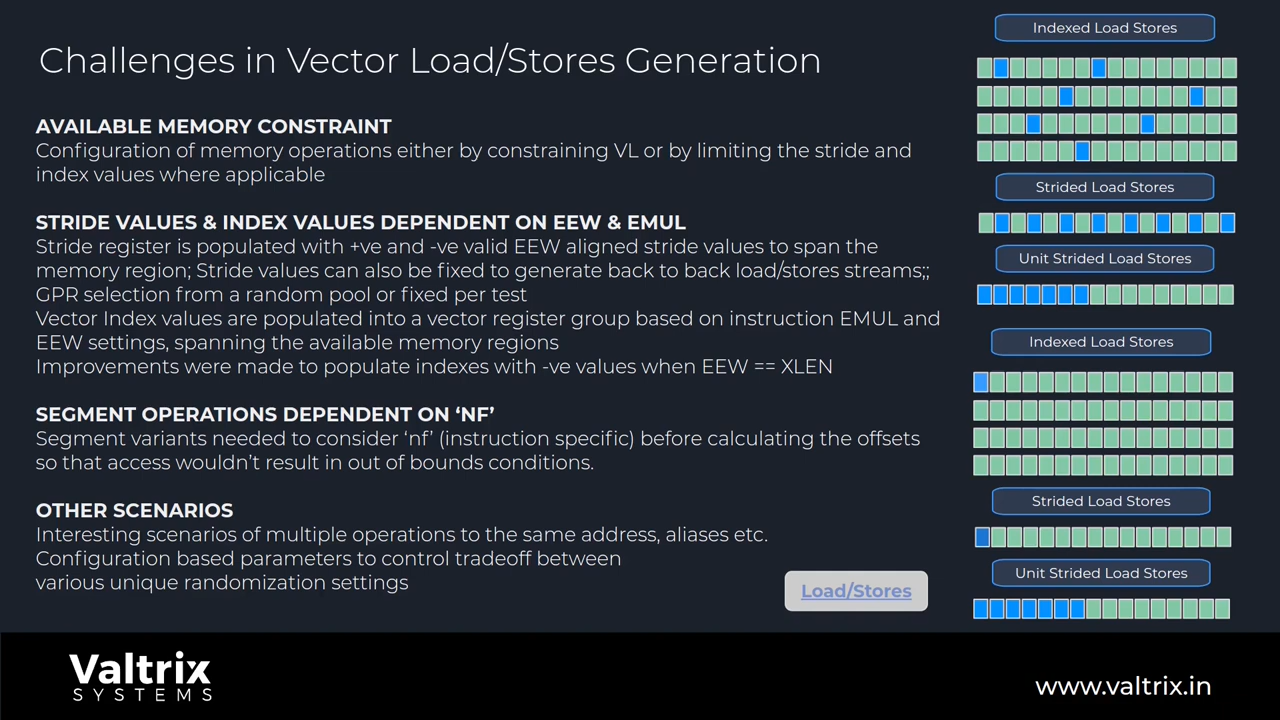 Challenges in Vector Load/Stores Generation
AVAILABLE MEMORY CONSTRAINT
Configuration of memory operations either by constraining VL or by limiting the stride and
index values where applicable
STRIDE VALUES & INDEX VALUES DEPENDENT ON EEW & EMUL
Stride register is populated with +ve and -ve valid EEW aligned stride values to span the
memory region; Stride values can also be fixed to generate back to back load/stores streams;;
GPR selection from a random pool or fixed per test
Vector Index values are populated into a vector register group based on instruction EMUL and
EEW settings, spanning the available memory regions
Improvements were made to populate indexes with -ve values when EEW == XLEN
SEGMENT OPERATIONS DEPENDENT ON ‘NF’
Segment variants needed to consider ‘nf’ (instruction specific) before calculating the offsets
so that access wouldn’t result in out of bounds conditions.
OTHER SCENARIOS
Interesting scenarios of multiple operations to the same address, aliases etc.
Configuration based parameters to control tradeoff between
various unique randomization settings
Load/Stores
Indexed Load Stores
Strided Load Stores
Unit Strided Load Stores
Indexed Load Stores
Strided Load Stores
Unit Strided Load Stores
Valtrix
SYSTEMS
www.valtrix.in